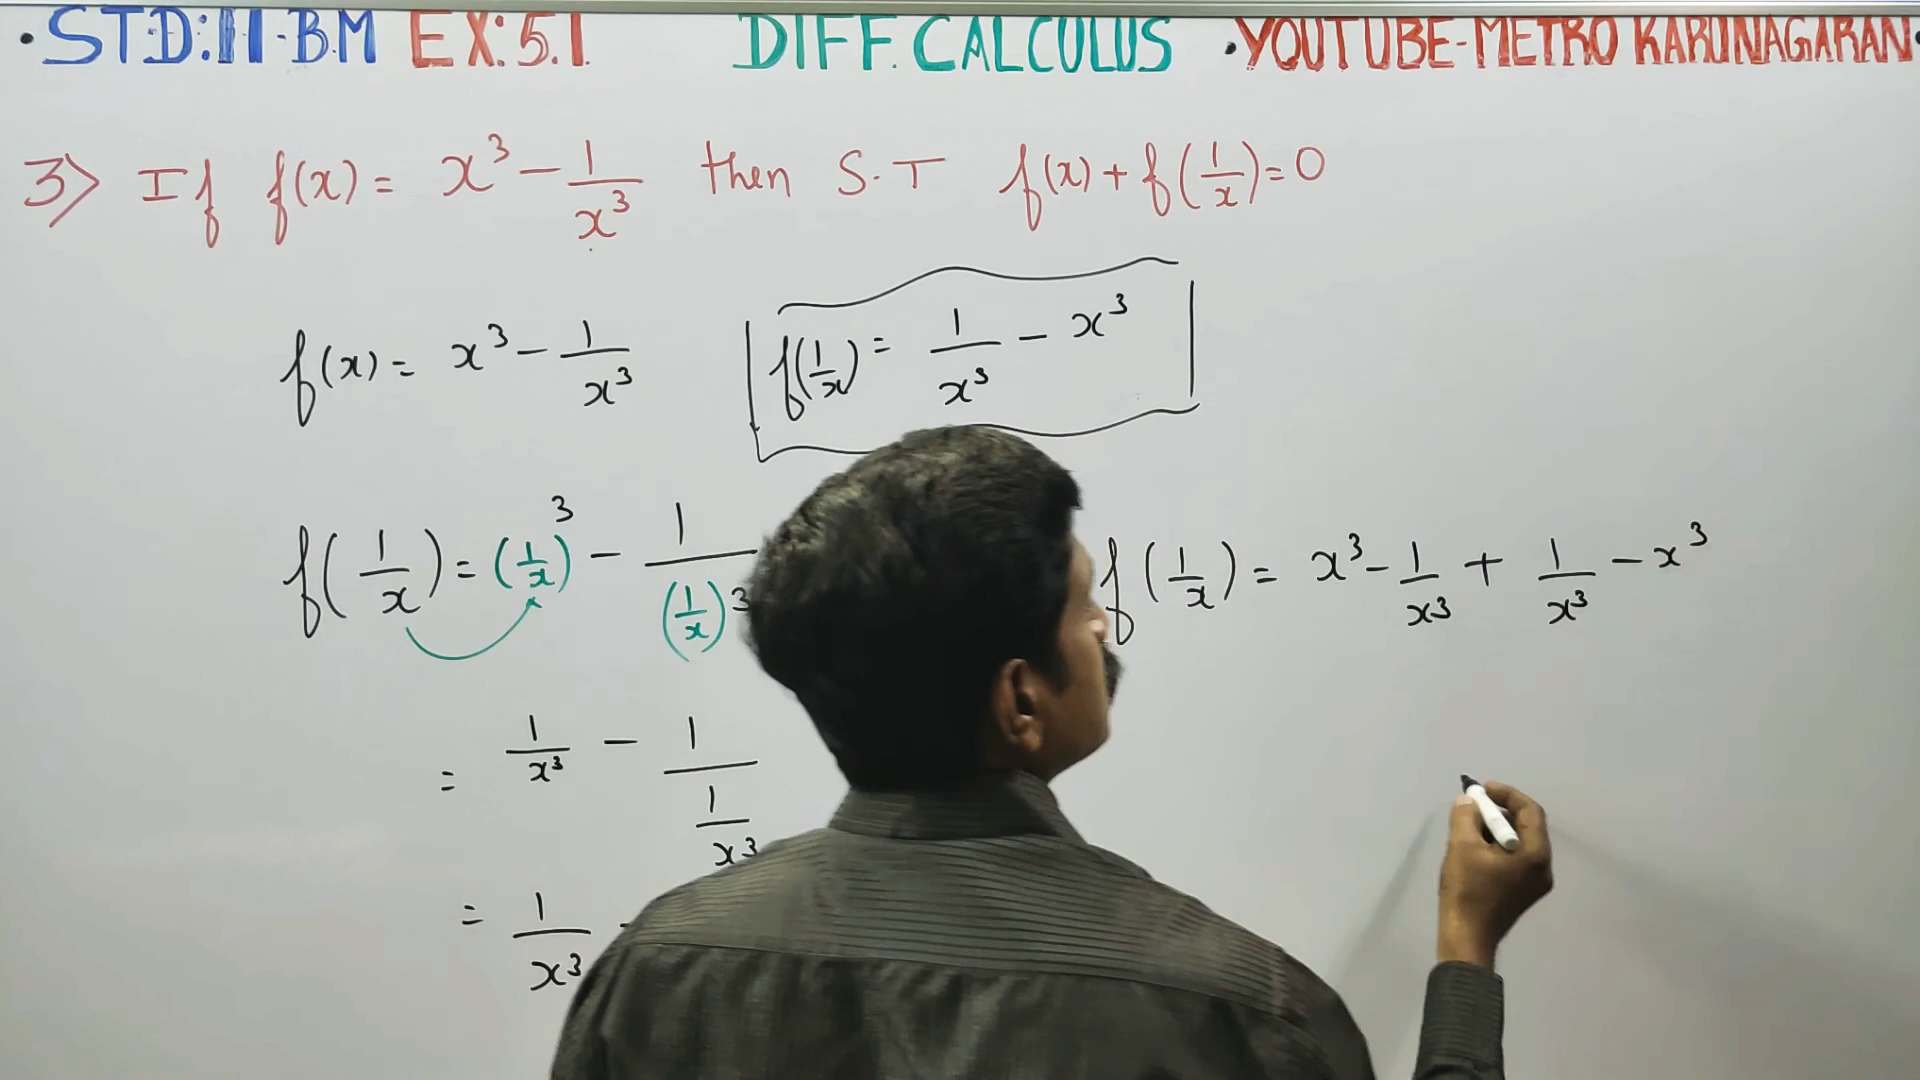 •STD:11-BM EX:5.1 DIFF. CALCULUS •YOUTUBE-METRO KARUNAGARAN•
3> If f(x) = x³ - 1/x³ then S.T f(x) + f(1/x) = 0
f(x) = x³ - 1/x³
f(1/x) = 1/x³ - x³
f(1/x) = (1/x)³ - 1/(1/x)³
= 1/x³ - 1/(1/x³)
= 1/x³ -
f(1/x) = x³ - 1/x³ + 1/x³ - x³